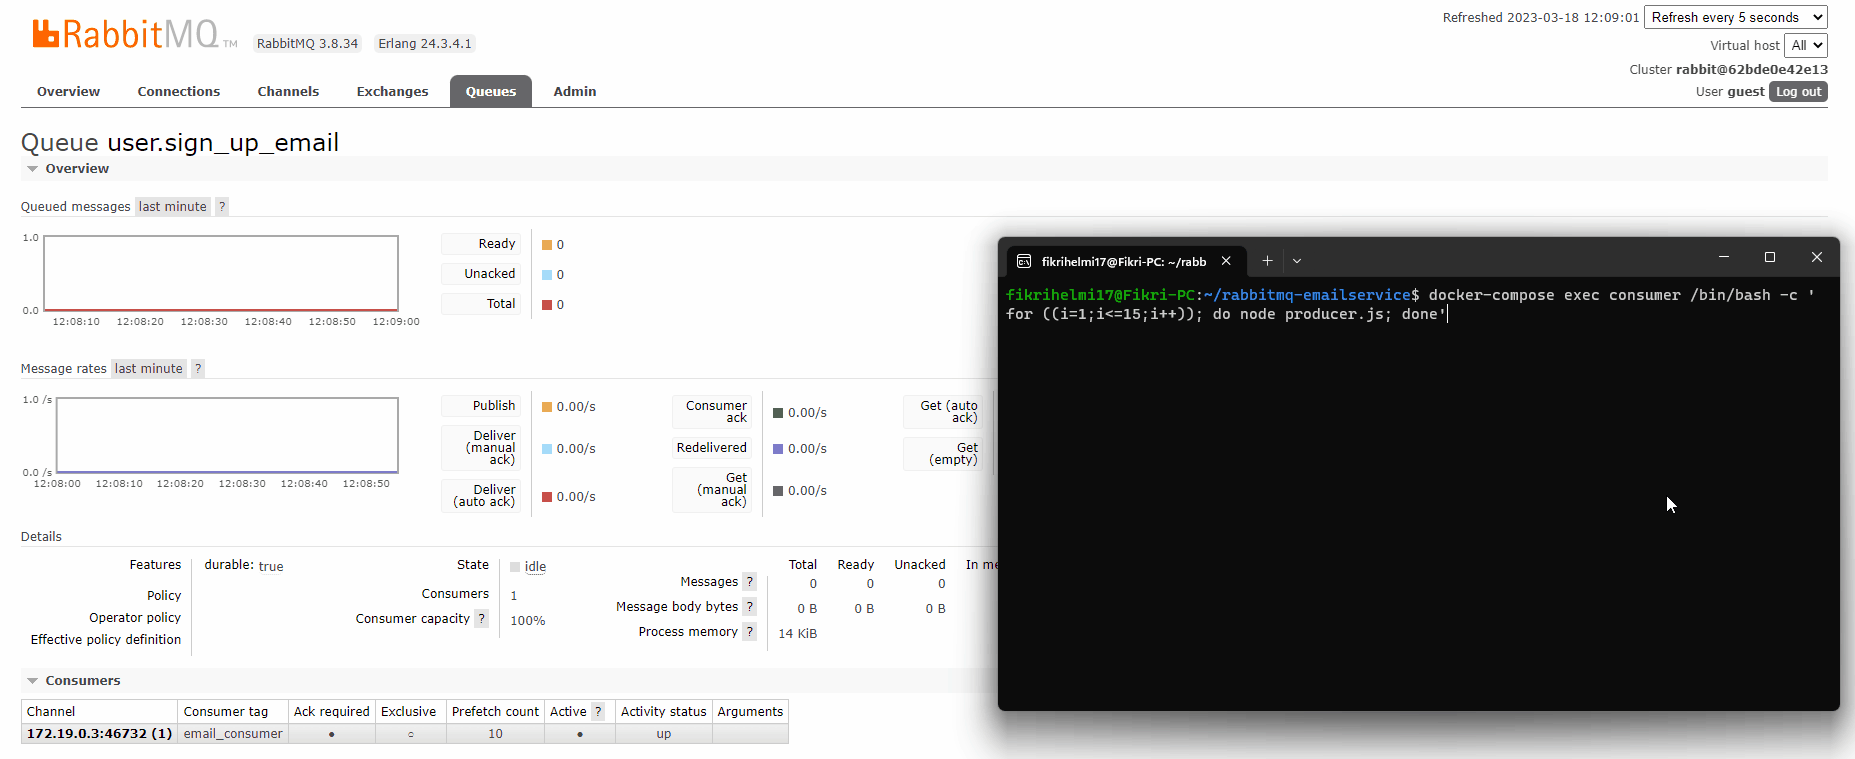 Refreshed 2023-03-18 12:09:01 Refresh every 5 seconds
RabbitMQ TM RabbitMQ 3.8.34 Erlang 24.3.4.1
Virtual host All
Cluster rabbit@62bde0e42e13
User guest Log out
Overview Connections Channels Exchanges Queues Admin
Queue user.sign_up_email
Overview
Queued messages last minute ?
1.0
0.0
12:08:10 12:08:20 12:08:30 12:08:40 12:08:50 12:09:00
Ready 0
Unacked 0
Total 0
Message rates last minute ?
1.0 /s
0.0 /s
12:08:00 12:08:10 12:08:20 12:08:30 12:08:40 12:08:50
Publish 0.00/s
Deliver
(manual
ack)
0.00/s
Deliver
(auto ack)
0.00/s
Consumer
ack
0.00/s
Redelivered 0.00/s
Get
(manual
ack)
0.00/s
Get (auto
ack)
Get
(empty)
Details
Features durable: true
Policy
Operator policy
Effective policy definition
State idle
Consumers 1
Consumer capacity ? 100%
Total Ready Unacked In me
Messages ? 0 0 0
Message body bytes ? 0 B 0 B 0 B
Process memory ? 14 KiB
Consumers
Channel Consumer tag Ack required Exclusive Prefetch count Active ? Activity status Arguments
172.19.0.3:46732 (1) email_consumer ● ○ 10 ● up
fikrihelmi17@Fikri-PC: ~/rabb
fikrihelmi17@Fikri-PC:~/rabbitmq-emailservice$ docker-compose exec consumer /bin/bash -c '
for ((i=1;i<=15;i++)); do node producer.js; done'